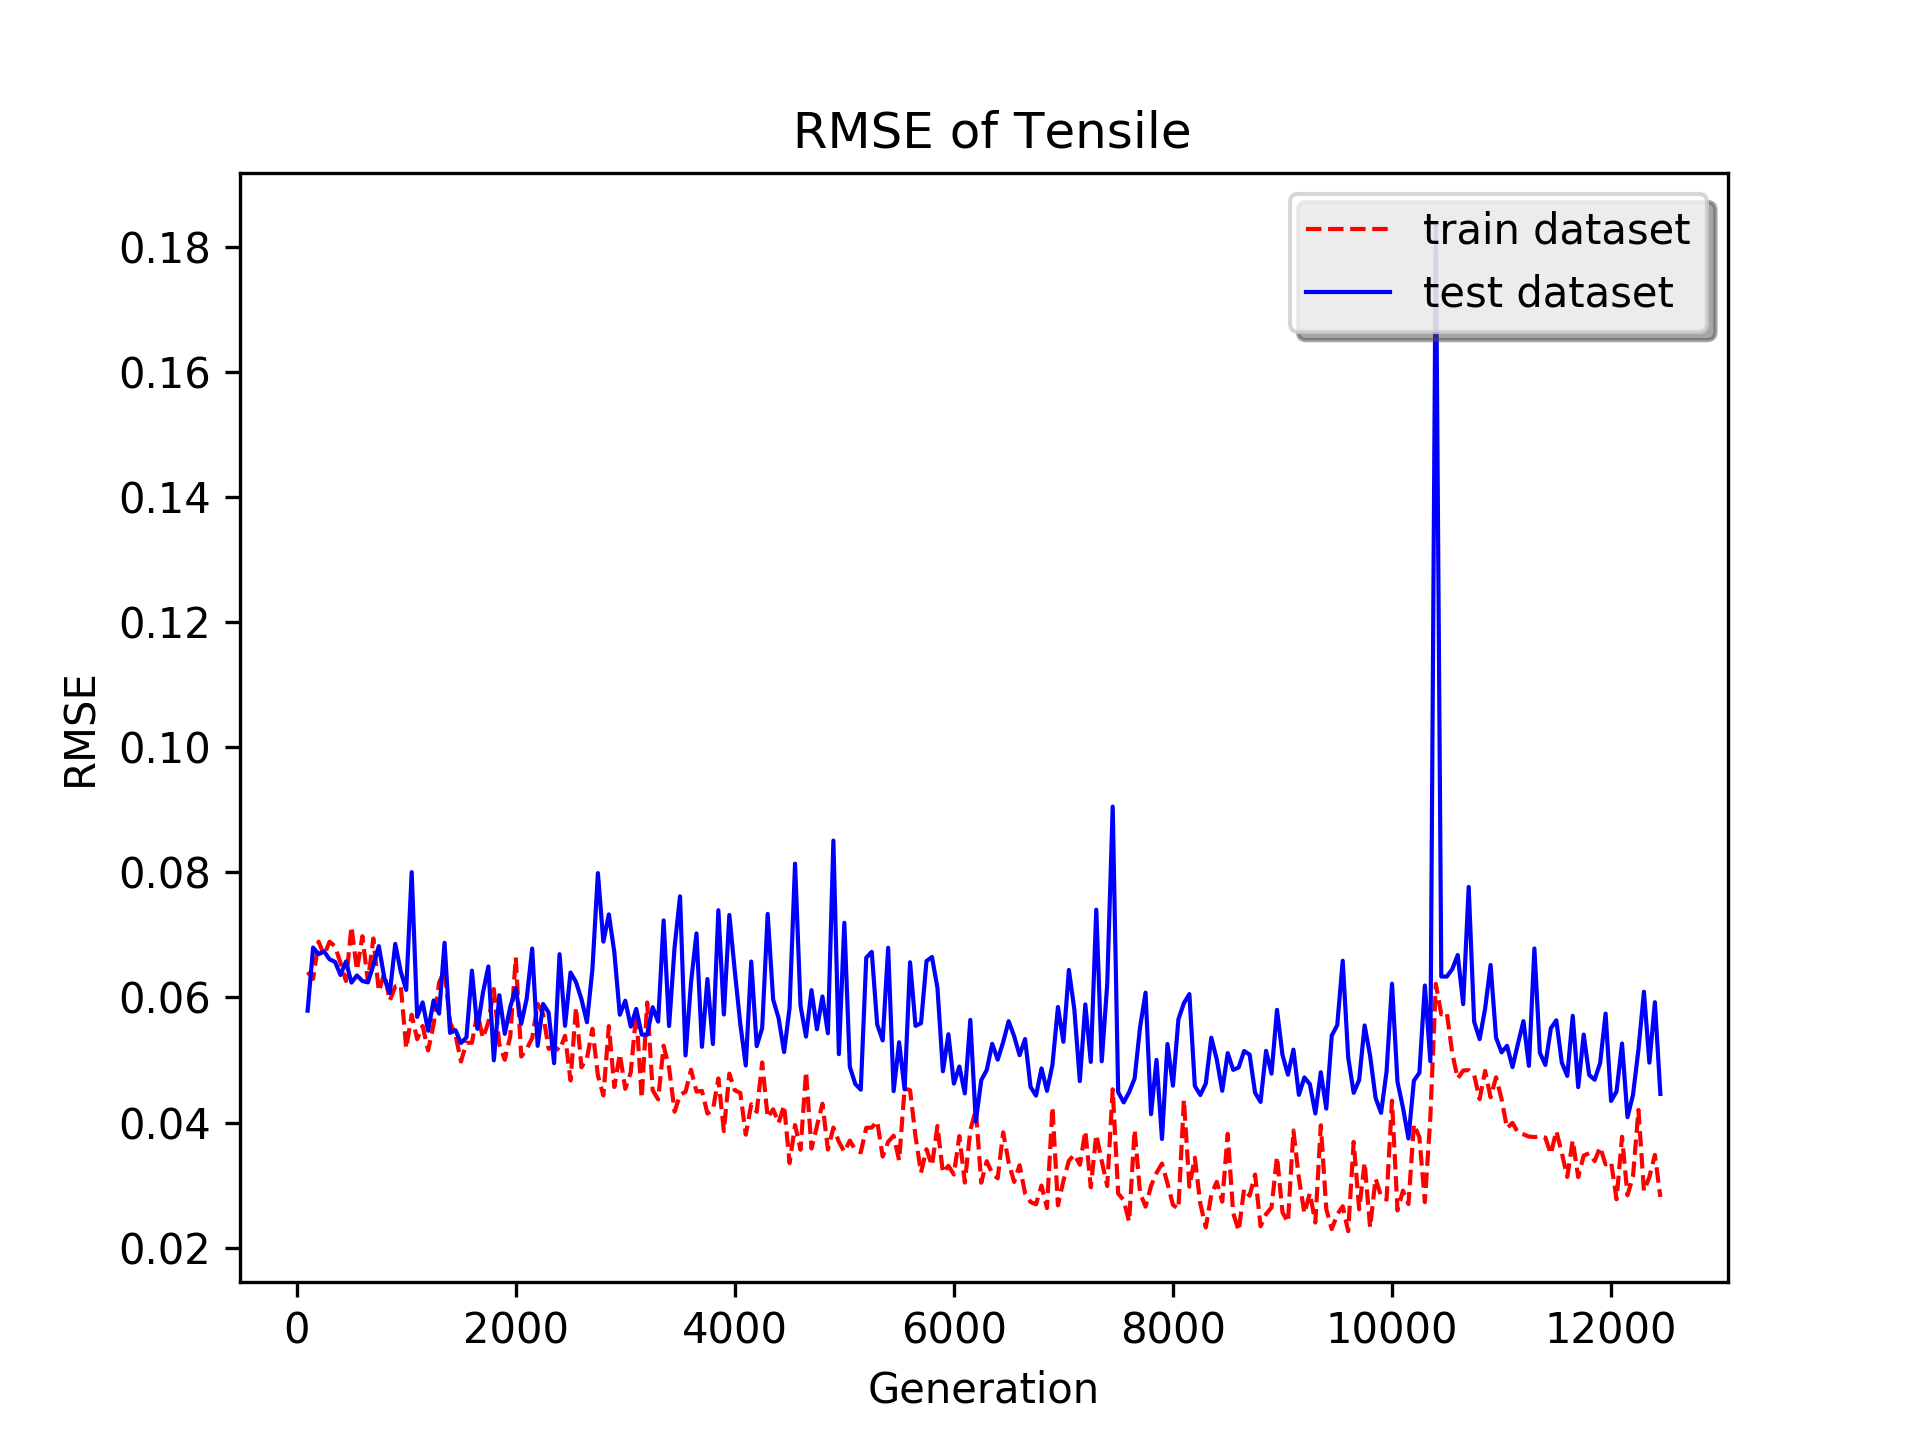 RMSE of Tensile
train dataset
test dataset
0.18
0.16
0.14
0.12
0.10
0.08
0.06
0.04
0.02
RMSE
0 2000 4000 6000 8000 10000 12000
Generation